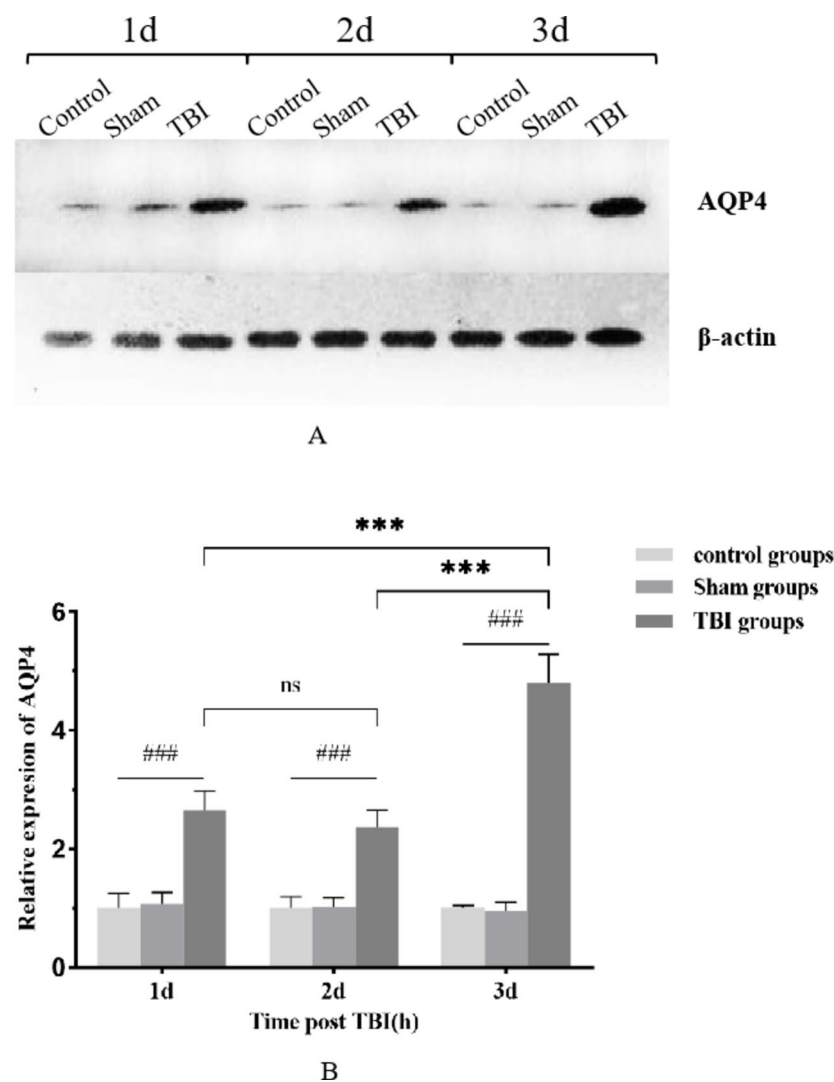 1d 2d 3d
Control Sham TBI Control Sham TBI Control Sham TBI
AQP4
β-actin
A
***
***
control groups
Sham groups
TBI groups
###
ns
### ###
6
4
2
0
Relative expresion of AQP4
1d 2d 3d
Time post TBI(h)
B